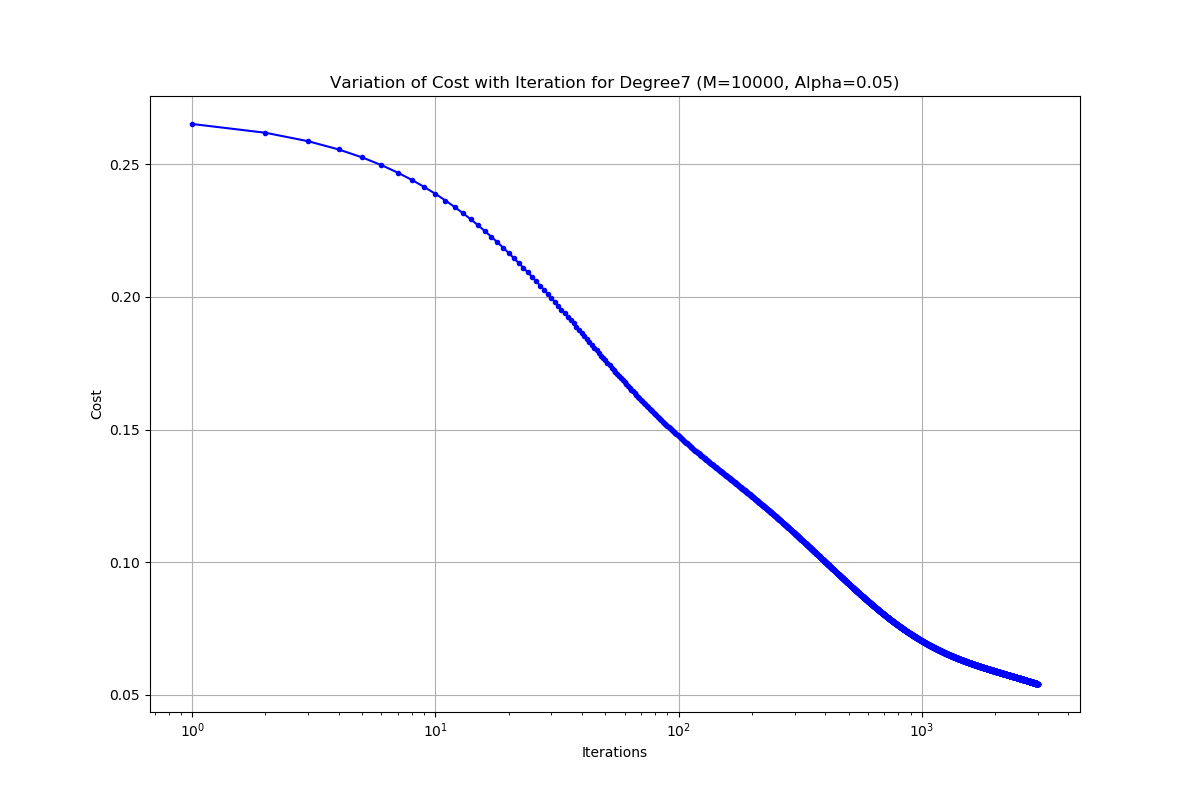 Variation of Cost with Iteration for Degree7 (M=10000, Alpha=0.05)
Cost
0.25
0.20
0.15
0.10
0.05
10⁰ 10¹ 10² 10³
Iterations